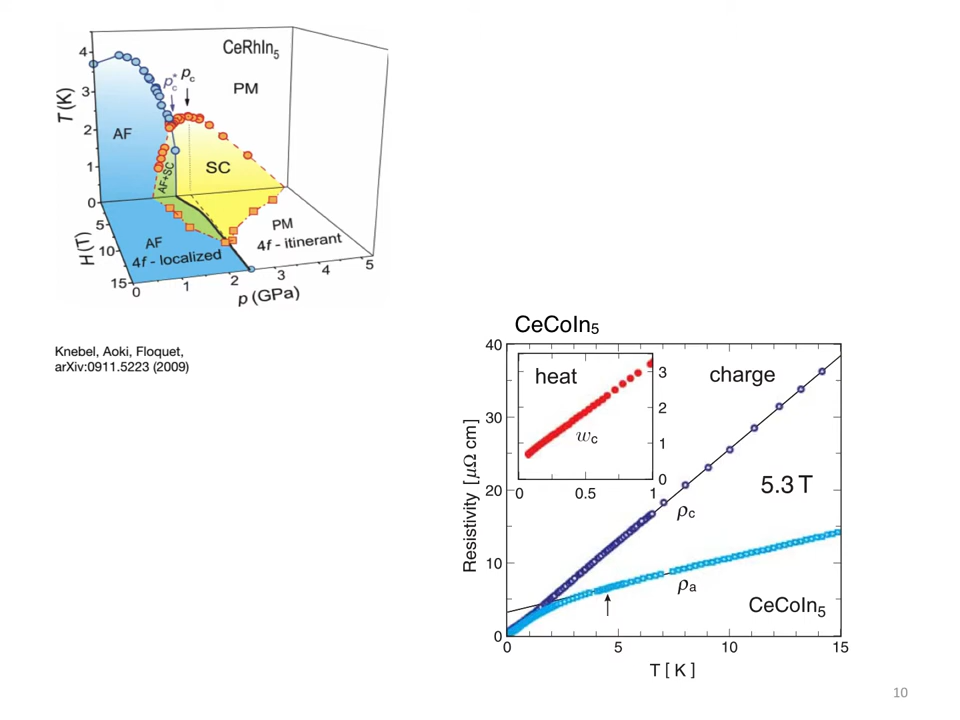 CeRhIn5
T(K)
4
3
2
1
0
p*c
pc
PM
AF
AF+SC
SC
H(T)
5
10
15
AF
4f - localized
PM
4f - itinerant
0
1
2
3
4
5
p (GPa)
Knebel, Aoki, Floquet,
arXiv:0911.5223 (2009)
CeCoIn5
Resistivity [μΩ cm]
40
30
20
10
0
heat
wc
3
2
1
0
0
0.5
1
charge
5.3 T
ρc
ρa
CeCoIn5
0
5
10
15
T [ K ]
10